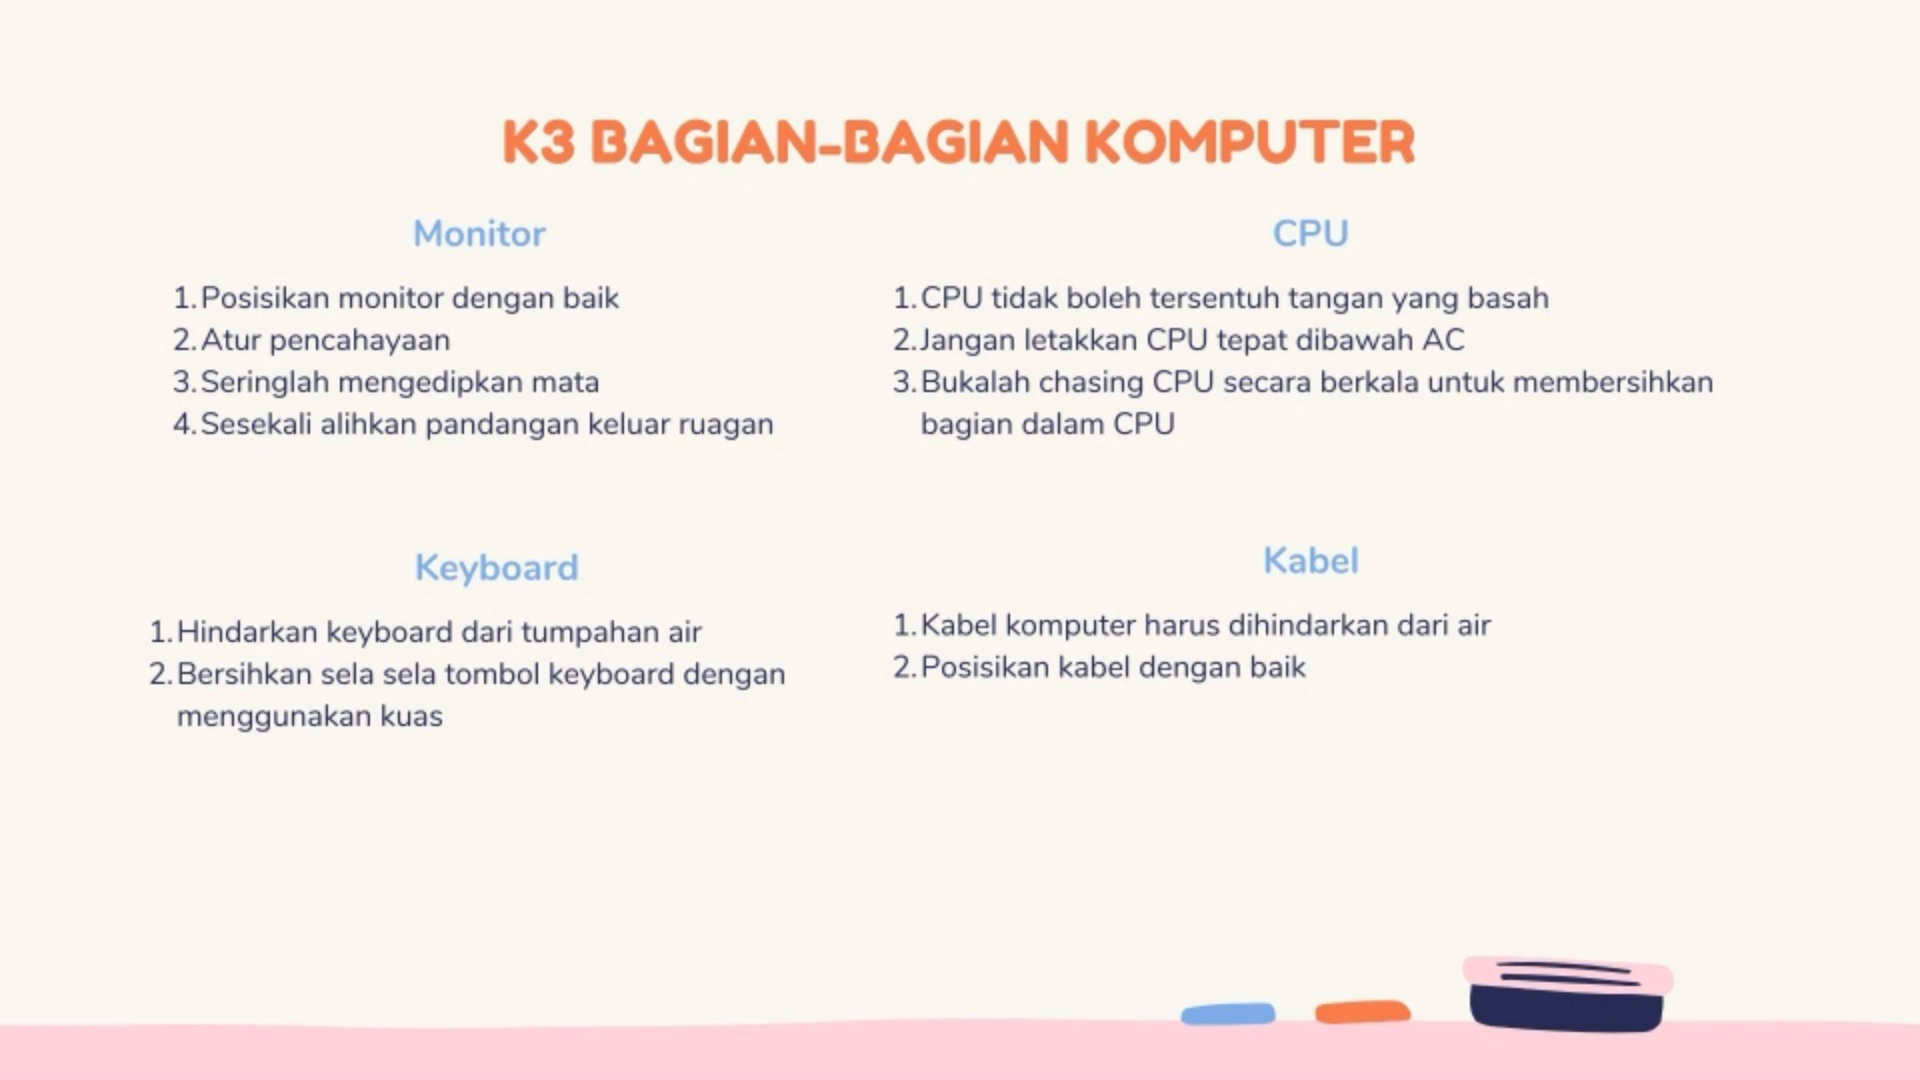 K3 BAGIAN-BAGIAN KOMPUTER
Monitor
1. Posisikan monitor dengan baik
2. Atur pencahayaan
3. Seringlah mengedipkan mata
4. Sesekali alihkan pandangan keluar ruagan
CPU
1. CPU tidak boleh tersentuh tangan yang basah
2. Jangan letakkan CPU tepat dibawah AC
3. Bukalah chasing CPU secara berkala untuk membersihkan
bagian dalam CPU
Keyboard
1. Hindarkan keyboard dari tumpahan air
2. Bersihkan sela sela tombol keyboard dengan
menggunakan kuas
Kabel
1. Kabel komputer harus dihindarkan dari air
2. Posisikan kabel dengan baik